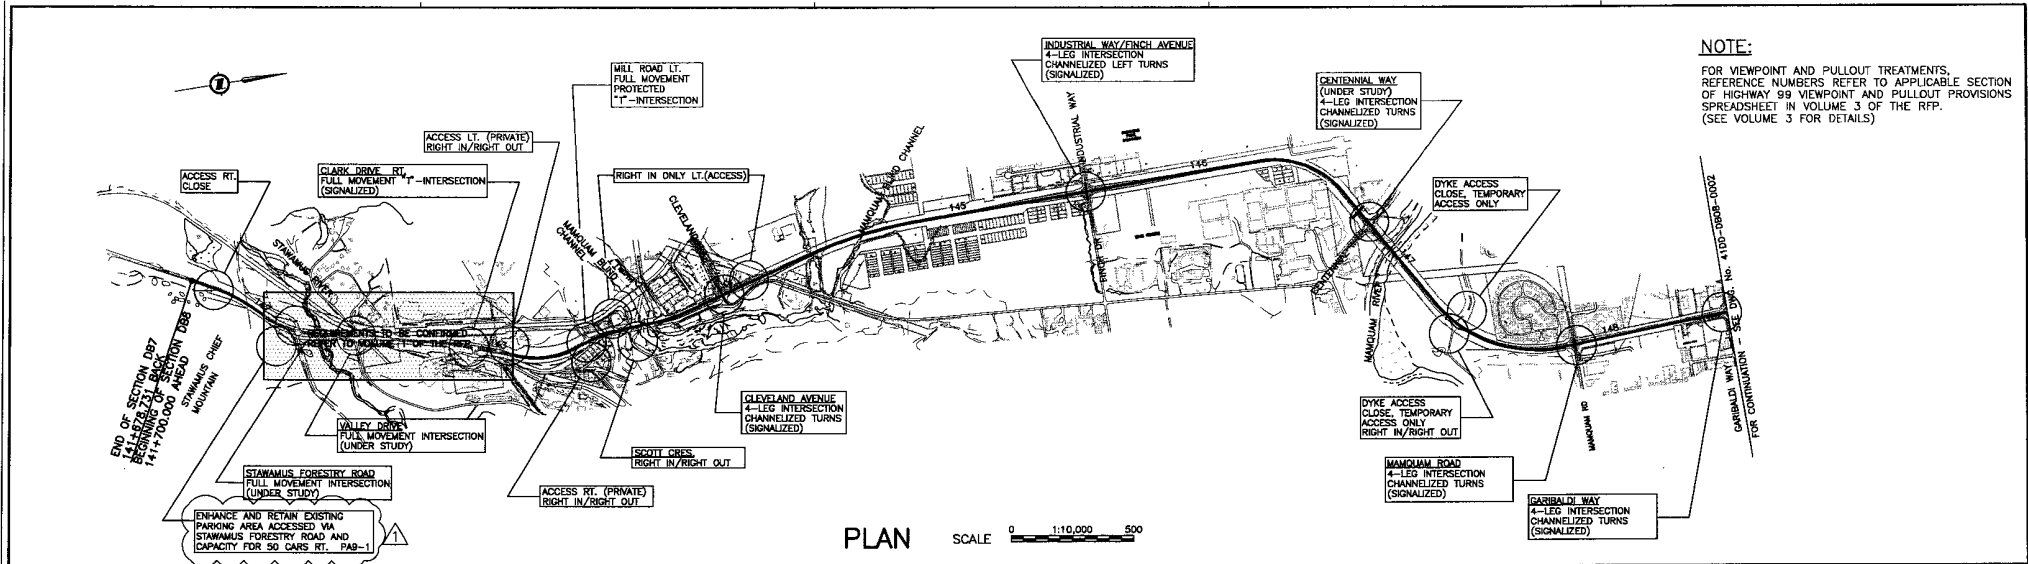 NOTE:
FOR VIEWPOINT AND PULLOUT TREATMENTS,
REFERENCE NUMBERS REFER TO APPLICABLE SECTION
OF HIGHWAY 99 VIEWPOINT AND PULLOUT PROVISIONS
SPREADSHEET IN VOLUME 3 OF THE RFP.
(SEE VOLUME 3 FOR DETAILS)
INDUSTRIAL WAY/FINCH AVENUE
4-LEG INTERSECTION
CHANNELIZED LEFT TURNS
(SIGNALIZED)
MILL ROAD LT.
FULL MOVEMENT
PROTECTED
"T"-INTERSECTION
CENTENNIAL WAY
(UNDER STUDY)
4-LEG INTERSECTION
CHANNELIZED TURNS
(SIGNALIZED)
ACCESS LT. (PRIVATE)
RIGHT IN/RIGHT OUT
ACCESS RT.
CLOSE
CLARK DRIVE RT.
FULL MOVEMENT "T"-INTERSECTION
(SIGNALIZED)
RIGHT IN ONLY LT.(ACCESS)
DYKE ACCESS
CLOSE, TEMPORARY
ACCESS ONLY
STAWAMUS RIVER
MAMQUAM BLIND
CHANNEL
CLEVELAND
MAMQUAM BLIND CHANNEL
INDUSTRIAL WAY
145
146
147
148
MAMQUAM RIVER
MAMQUAM RD
GARIBALDI WAY
FOR CONTINUATION - SEE DWG. No. 41DD-DB08-0002
REQUIREMENTS TO BE CONFIRMED
REFER TO VOLUME 1 OF THE RFP
END OF SECTION DB7
141+678.731 BACK
BEGINNING OF SECTION DB8
141+700.000 AHEAD
STAWAMUS CHIEF
MOUNTAIN
CLEVELAND AVENUE
4-LEG INTERSECTION
CHANNELIZED TURNS
(SIGNALIZED)
DYKE ACCESS
CLOSE, TEMPORARY
ACCESS ONLY
RIGHT IN/RIGHT OUT
VALLEY DRIVE
FULL MOVEMENT INTERSECTION
(UNDER STUDY)
SCOTT CRES.
RIGHT IN/RIGHT OUT
MAMQUAM ROAD
4-LEG INTERSECTION
CHANNELIZED TURNS
(SIGNALIZED)
STAWAMUS FORESTRY ROAD
FULL MOVEMENT INTERSECTION
(UNDER STUDY)
ACCESS RT. (PRIVATE)
RIGHT IN/RIGHT OUT
GARIBALDI WAY
4-LEG INTERSECTION
CHANNELIZED TURNS
(SIGNALIZED)
ENHANCE AND RETAIN EXISTING
PARKING AREA ACCESSED VIA
STAWAMUS FORESTRY ROAD AND
CAPACITY FOR 50 CARS RT. PA9-1
1
PLAN
SCALE
0 1:10,000 500